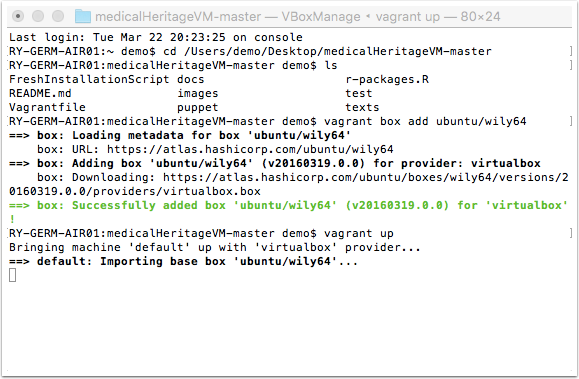 medicalHeritageVM-master — VBoxManage ◂ vagrant up — 80×24
Last login: Tue Mar 22 20:23:25 on console
RY-GERM-AIR01:~ demo$ cd /Users/demo/Desktop/medicalHeritageVM-master
RY-GERM-AIR01:medicalHeritageVM-master demo$ ls
FreshInstallationScript docs r-packages.R
README.md images test
Vagrantfile puppet texts
RY-GERM-AIR01:medicalHeritageVM-master demo$ vagrant box add ubuntu/wily64
==> box: Loading metadata for box 'ubuntu/wily64'
box: URL: https://atlas.hashicorp.com/ubuntu/wily64
==> box: Adding box 'ubuntu/wily64' (v20160319.0.0) for provider: virtualbox
box: Downloading: https://atlas.hashicorp.com/ubuntu/boxes/wily64/versions/2
0160319.0.0/providers/virtualbox.box
==> box: Successfully added box 'ubuntu/wily64' (v20160319.0.0) for 'virtualbox'
!
RY-GERM-AIR01:medicalHeritageVM-master demo$ vagrant up
Bringing machine 'default' up with 'virtualbox' provider...
==> default: Importing base box 'ubuntu/wily64'...